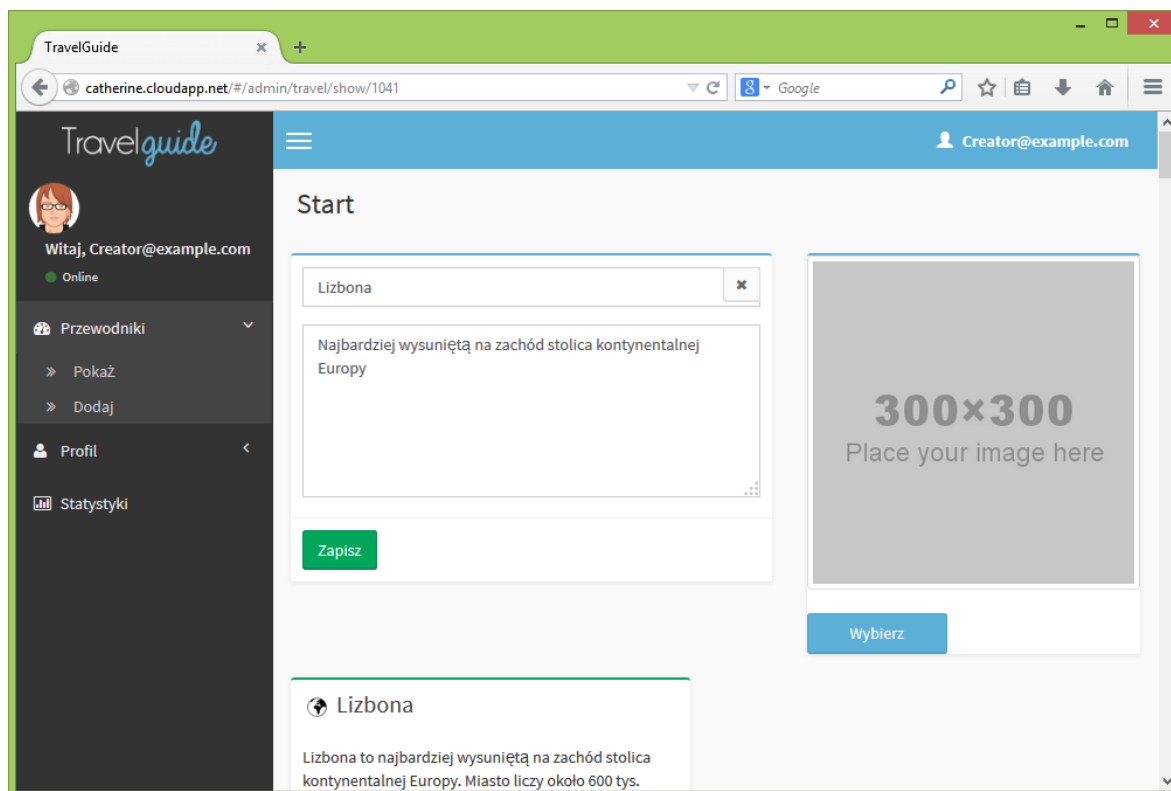 TravelGuide
catherine.cloudapp.net/#/admin/travel/show/1041
8 Google
Travelguide
Creator@example.com
Witaj, Creator@example.com
Online
Przewodniki
Pokaż
Dodaj
Profil
Statystyki
Start
Lizbona
Najbardziej wysuniętą na zachód stolica kontynentalnej
Europy
Zapisz
300×300
Place your image here
Wybierz
Lizbona
Lizbona to najbardziej wysuniętą na zachód stolica
kontynentalnej Europy. Miasto liczy około 600 tys.